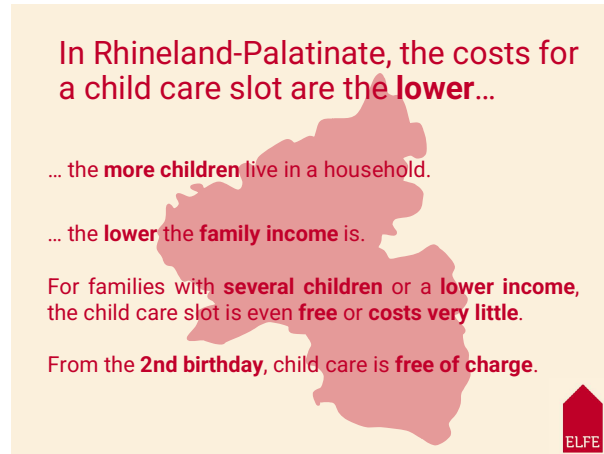 In Rhineland-Palatinate, the costs for
a child care slot are the lower…
… the more children live in a household.
… the lower the family income is.
For families with several children or a lower income,
the child care slot is even free or costs very little.
From the 2nd birthday, child care is free of charge.
ELFE